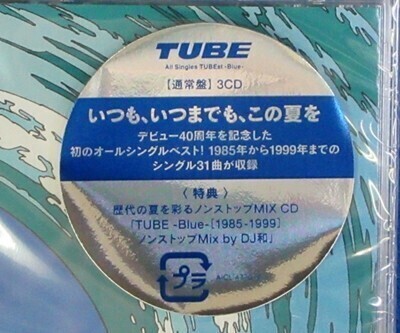 TUBE
All Singles TUBEst -Blue-
【通常盤】3CD
いつも、いつまでも、この夏を
デビュー40周年を記念した
初のオールシングルベスト！1985年から1999年までの
シングル31曲が収録
〈特典〉
歴代の夏を彩るノンストップMIX CD
「TUBE -Blue-［1985-1999］
ノンストップMix by DJ和」
プラ